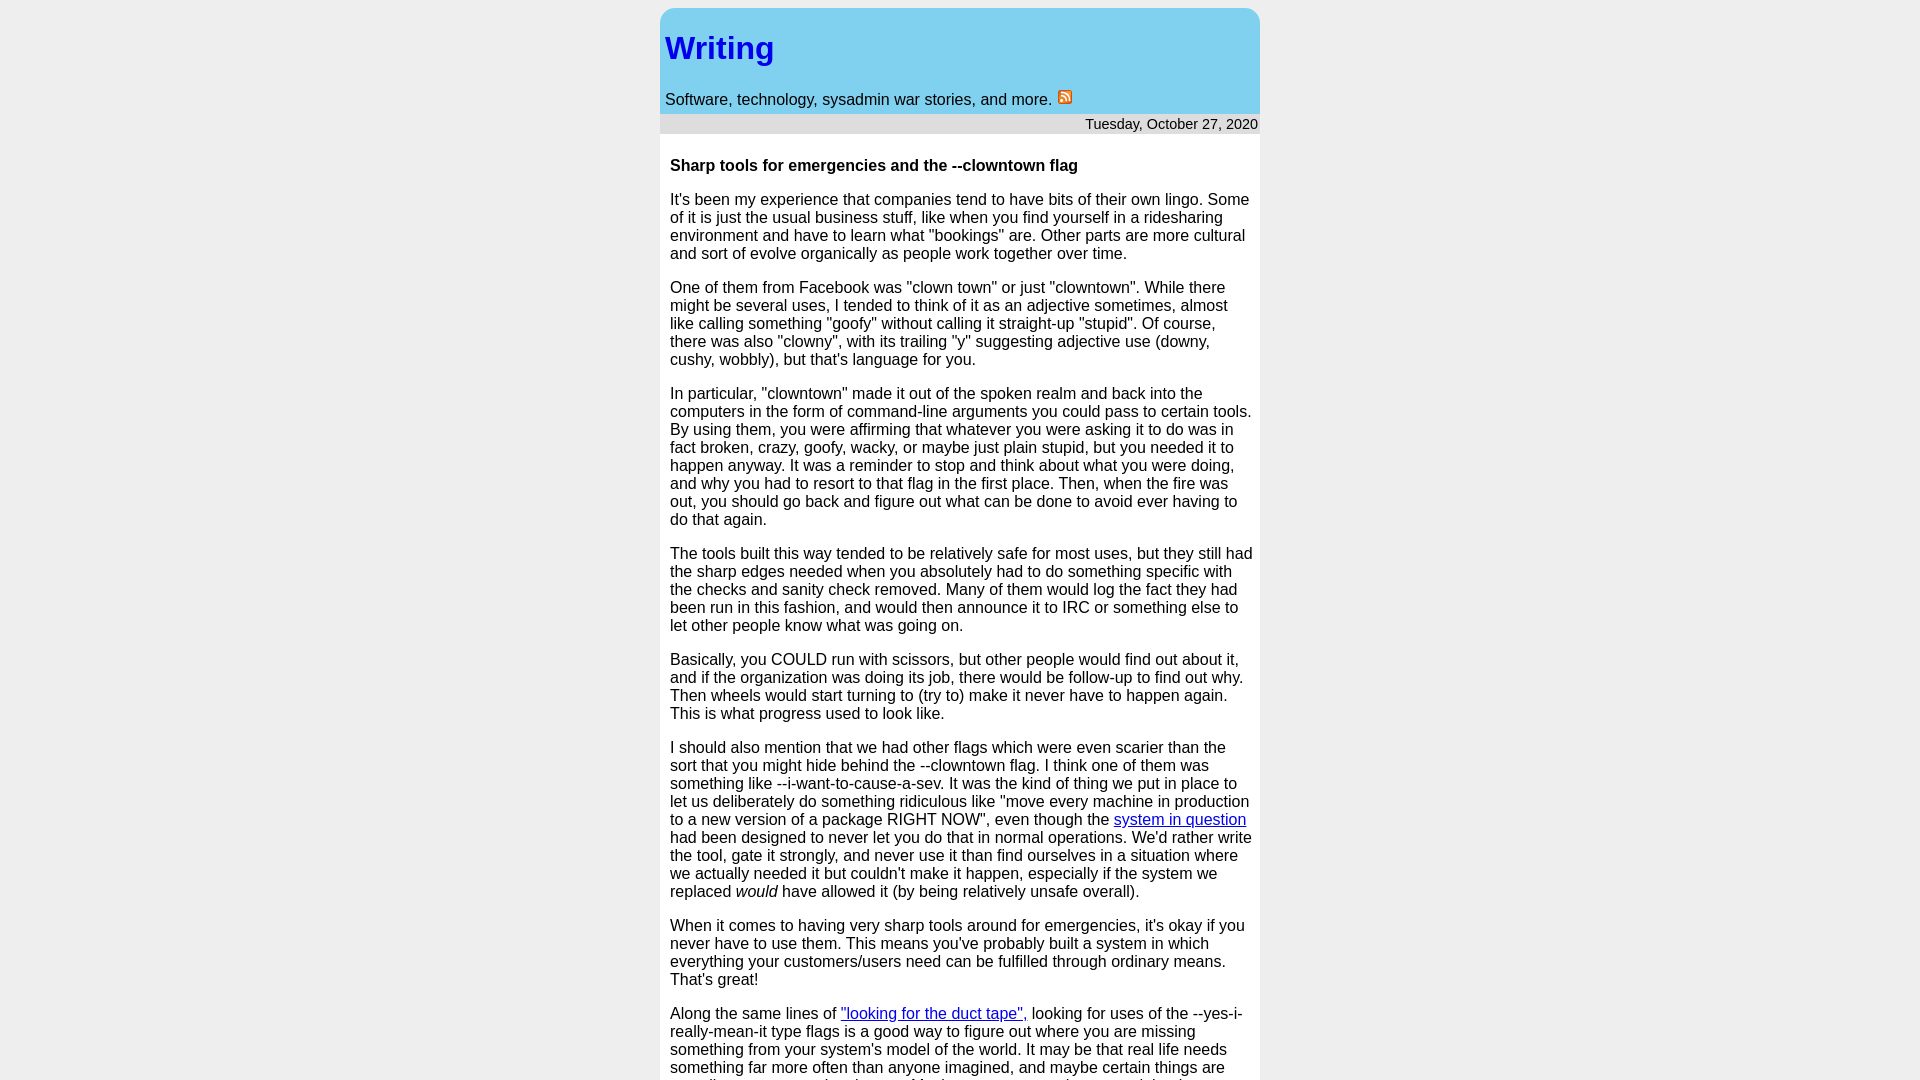 Writing
Software, technology, sysadmin war stories, and more.
Tuesday, October 27, 2020
Sharp tools for emergencies and the --clowntown flag
It's been my experience that companies tend to have bits of their own lingo. Some
of it is just the usual business stuff, like when you find yourself in a ridesharing
environment and have to learn what "bookings" are. Other parts are more cultural
and sort of evolve organically as people work together over time.
One of them from Facebook was "clown town" or just "clowntown". While there
might be several uses, I tended to think of it as an adjective sometimes, almost
like calling something "goofy" without calling it straight-up "stupid". Of course,
there was also "clowny", with its trailing "y" suggesting adjective use (downy,
cushy, wobbly), but that's language for you.
In particular, "clowntown" made it out of the spoken realm and back into the
computers in the form of command-line arguments you could pass to certain tools.
By using them, you were affirming that whatever you were asking it to do was in
fact broken, crazy, goofy, wacky, or maybe just plain stupid, but you needed it to
happen anyway. It was a reminder to stop and think about what you were doing,
and why you had to resort to that flag in the first place. Then, when the fire was
out, you should go back and figure out what can be done to avoid ever having to
do that again.
The tools built this way tended to be relatively safe for most uses, but they still had
the sharp edges needed when you absolutely had to do something specific with
the checks and sanity check removed. Many of them would log the fact they had
been run in this fashion, and would then announce it to IRC or something else to
let other people know what was going on.
Basically, you COULD run with scissors, but other people would find out about it,
and if the organization was doing its job, there would be follow-up to find out why.
Then wheels would start turning to (try to) make it never have to happen again.
This is what progress used to look like.
I should also mention that we had other flags which were even scarier than the
sort that you might hide behind the --clowntown flag. I think one of them was
something like --i-want-to-cause-a-sev. It was the kind of thing we put in place to
let us deliberately do something ridiculous like "move every machine in production
to a new version of a package RIGHT NOW", even though the system in question
had been designed to never let you do that in normal operations. We'd rather write
the tool, gate it strongly, and never use it than find ourselves in a situation where
we actually needed it but couldn't make it happen, especially if the system we
replaced would have allowed it (by being relatively unsafe overall).
When it comes to having very sharp tools around for emergencies, it's okay if you
never have to use them. This means you've probably built a system in which
everything your customers/users need can be fulfilled through ordinary means.
That's great!
Along the same lines of "looking for the duct tape", looking for uses of the --yes-i-
really-mean-it type flags is a good way to figure out where you are missing
something from your system's model of the world. It may be that real life needs
something far more often than anyone imagined, and maybe certain things are